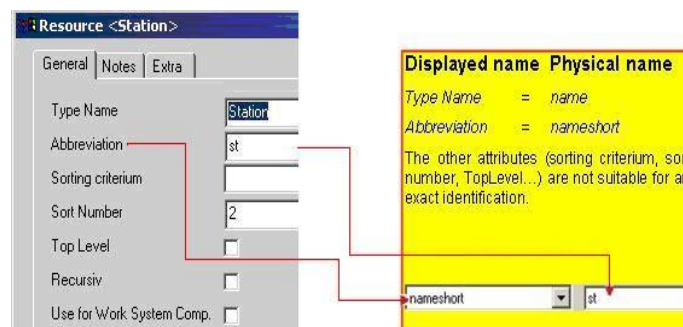 Resource <Station>
General Notes Extra
Type Name Station
Abbreviation st
Sorting criterium
Sort Number 2
Top Level
Recursiv
Use for Work System Comp.
Displayed name Physical name
Type Name = name
Abbreviation = nameshort
The other attributes (sorting criterium, sor
number, TopLevel...) are not suitable for a
exact identification.
nameshort st